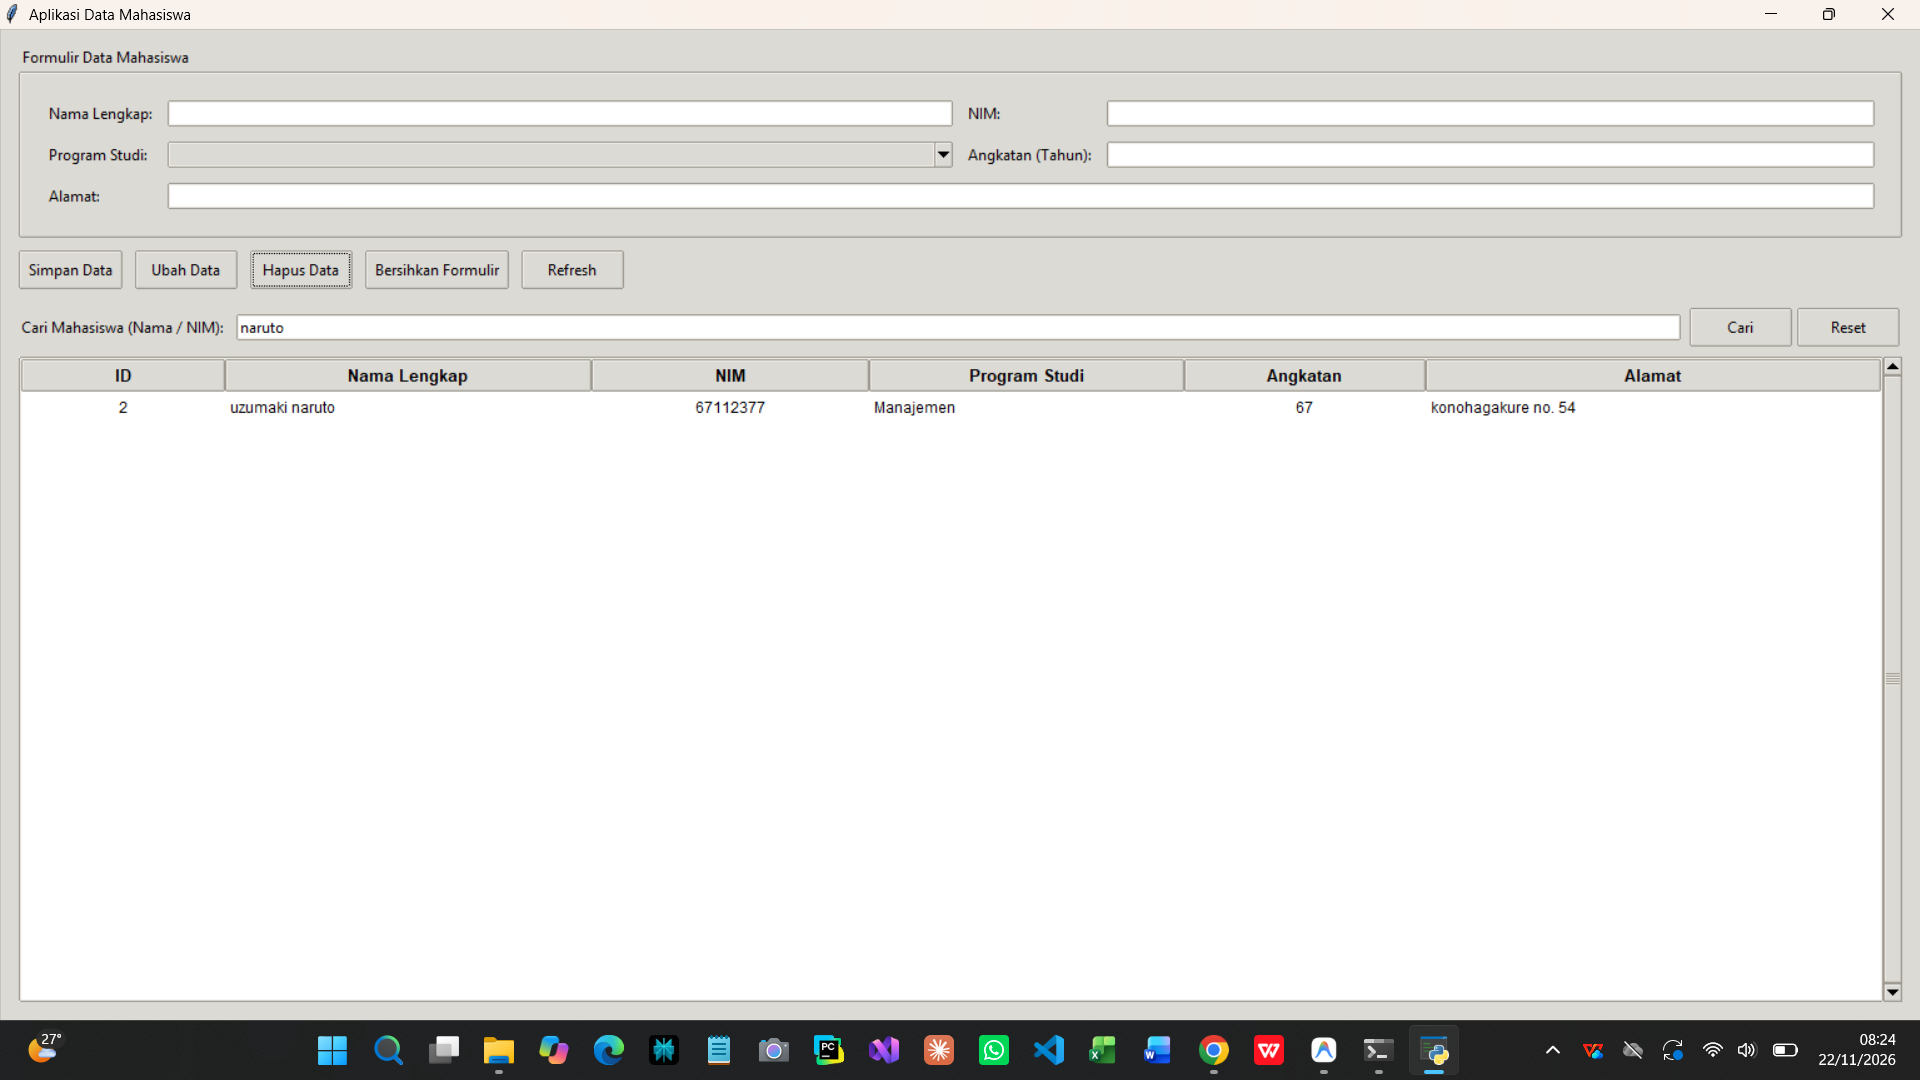 Aplikasi Data Mahasiswa
Formulir Data Mahasiswa
Nama Lengkap: NIM:
Program Studi: Angkatan (Tahun):
Alamat:
Simpan Data Ubah Data Hapus Data Bersihkan Formulir Refresh
Cari Mahasiswa (Nama / NIM): naruto Cari Reset
ID Nama Lengkap NIM Program Studi Angkatan Alamat
2 uzumaki naruto 67112377 Manajemen 67 konohagakure no. 54
27°
PC
X
W
W
08:24
22/11/2026